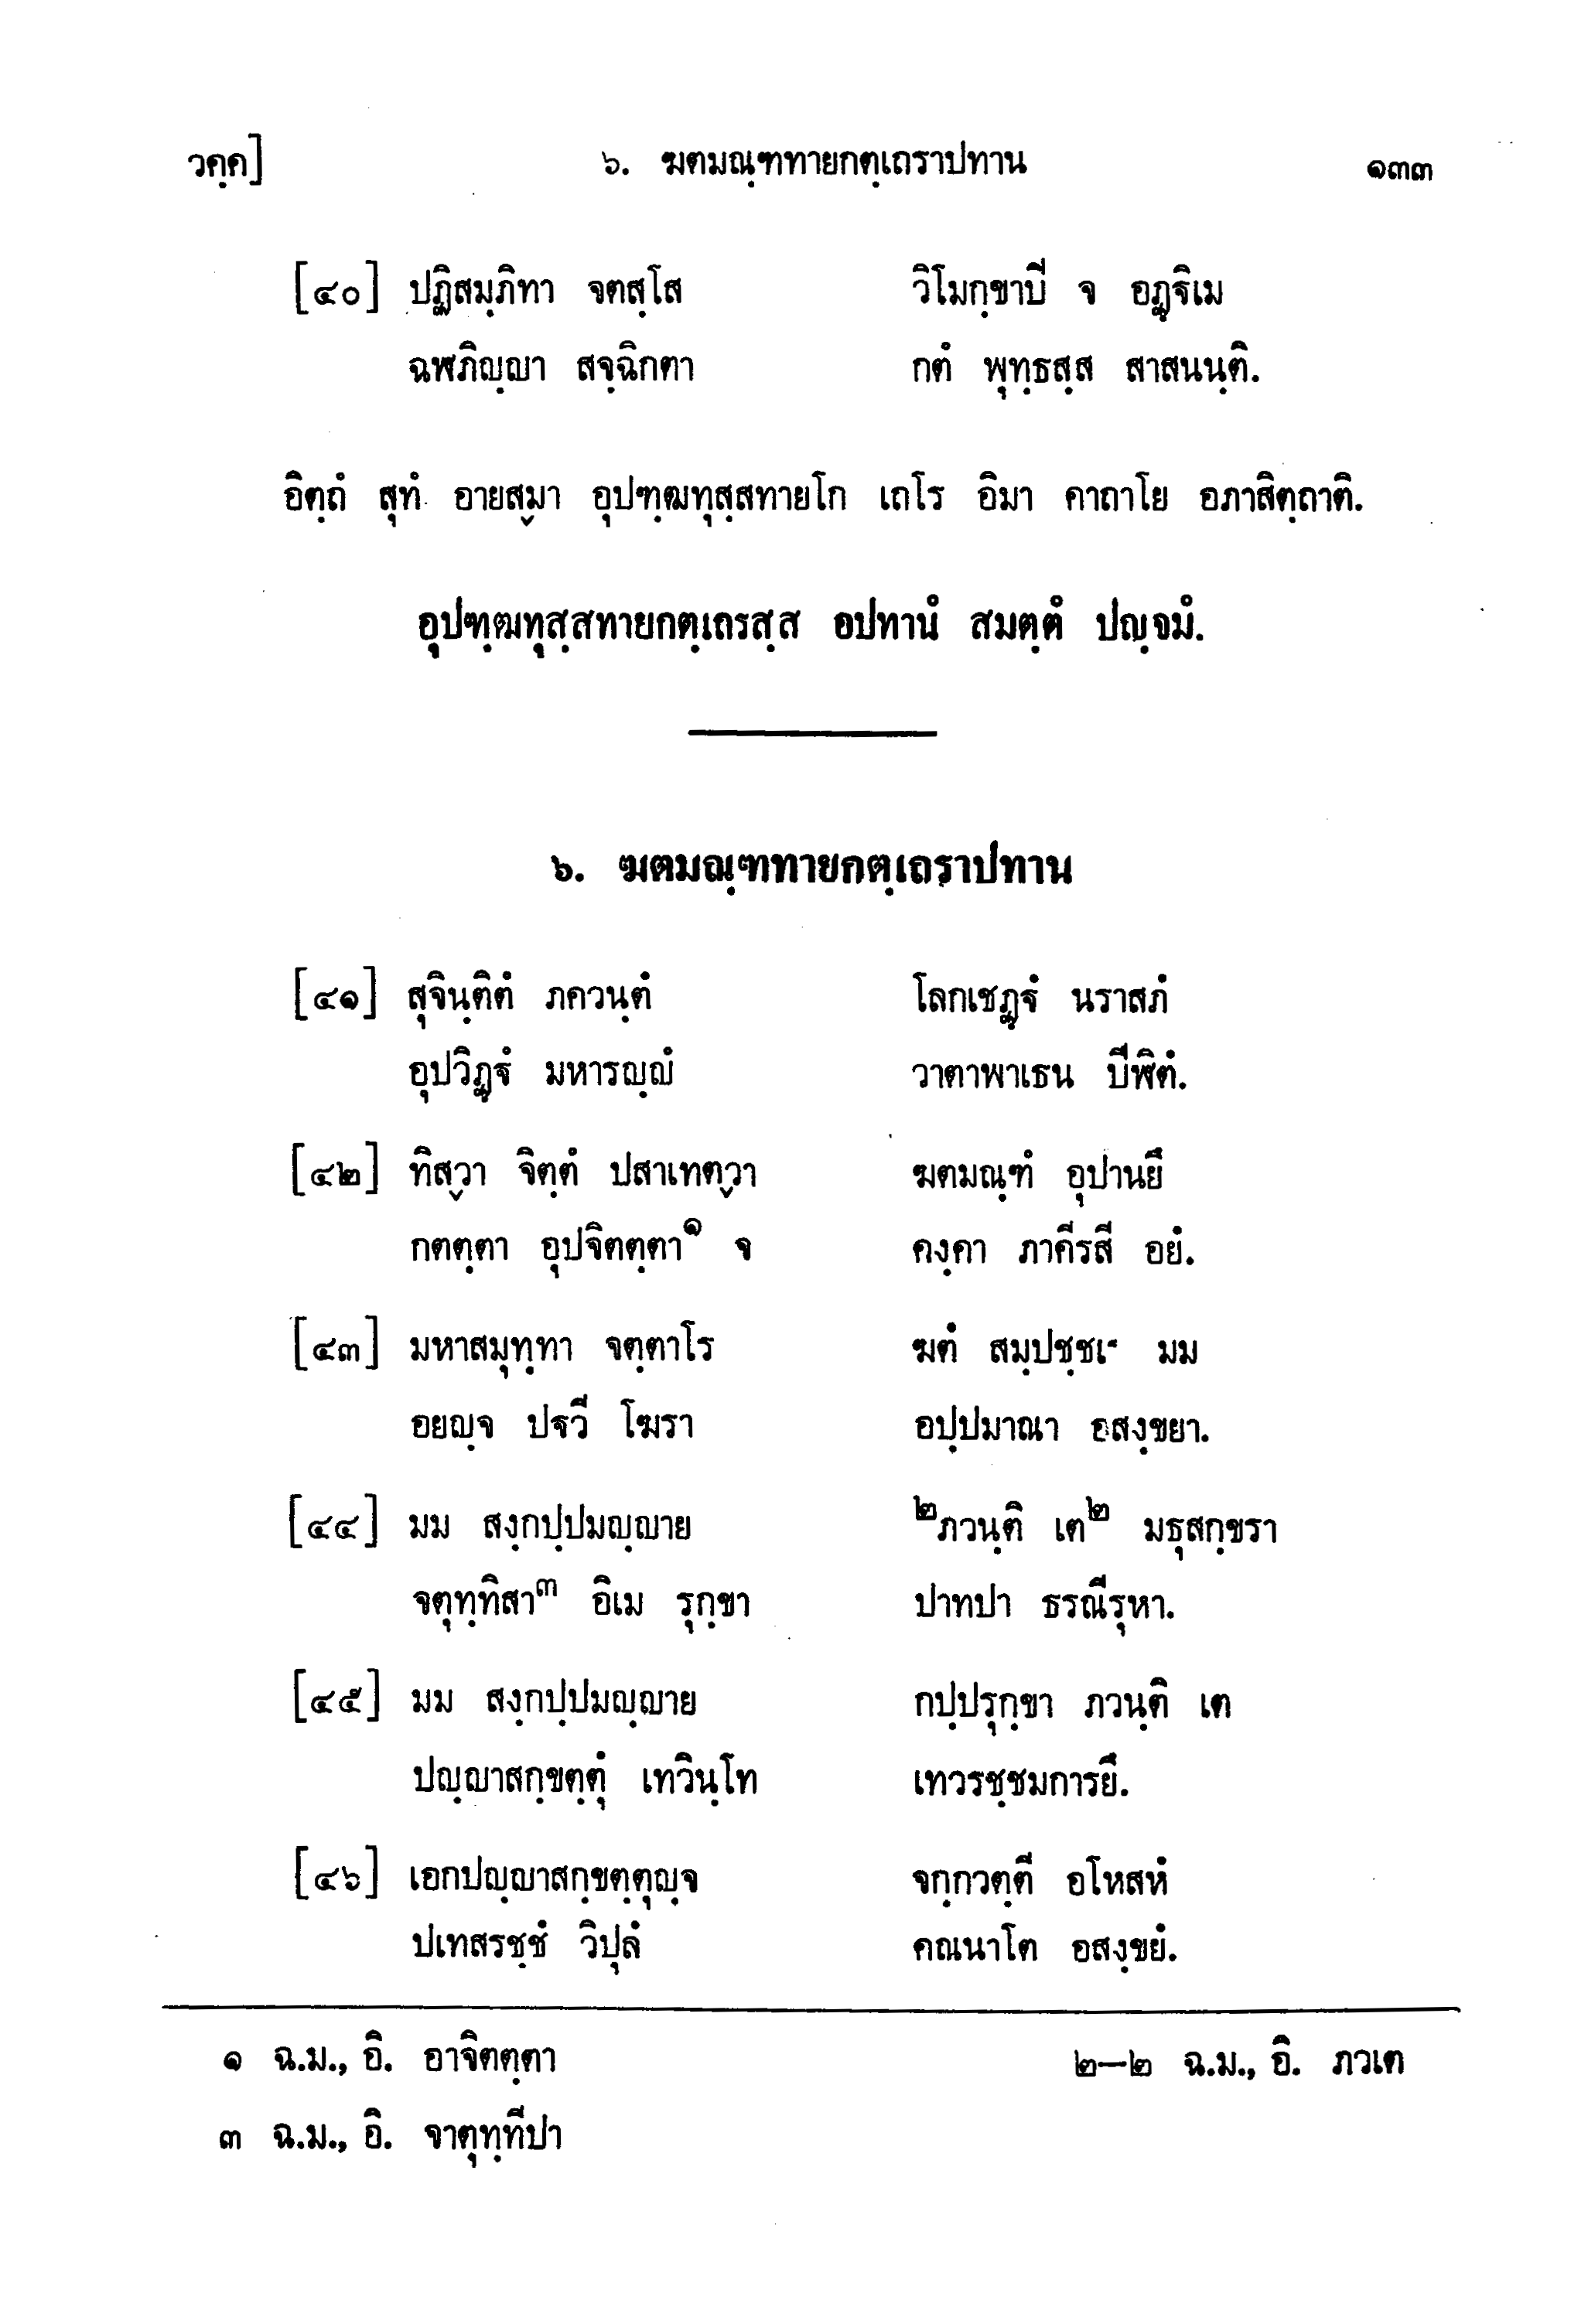 วคฺค] ๖. ฆตมณฺฑทายกตฺเถราปทาน ๑๓๓
[๔๐] ปฏิสมฺภิทา จตสฺโส วิโมกฺขาปิ จ อฏฺฐิเม
ฉฬภิญฺญา สจฺฉิกตา กตํ พุทฺธสฺส สาสนนฺติ.
อิตฺถํ สุทํ อายสฺมา อุปฑฺฒทุสฺสทายโก เถโร อิมา คาถาโย อภาสิตฺถาติ.
อุปฑฺฒทุสฺสทายกตฺเถรสฺส อปทานํ สมตฺตํ ปญฺจมํ.
๖. ฆตมณฺฑทายกตฺเถราปทาน
[๔๑] สุจินฺติตํ ภควนฺตํ โลกเชฏฺฐํ นราสภํ
อุปวิฏฺฐํ มหารญฺญํ วาตาพาเธน ปีฬิตํ.
[๔๒] ทิสฺวา จิตฺตํ ปสาเทตฺวา ฆตมณฺฑํ อุปานยึ
กตตฺตา อุปจิตตฺตา๑ จ คงฺคา ภาคีรสี อยํ.
[๔๓] มหาสมุทฺทา จตฺตาโร ฆตํ มม
อยญฺจ ปฐวี โฆรา อปฺปมาณา อสงฺขยา.
[๔๔] มม สงฺกปฺปมญฺญาย ๒ภวนฺติ เต๒ มธุสกฺขรา
จตุทฺทิสา๓ อิเม รุกฺขา ปาทปา ธรณีรุหา.
[๔๕] มม สงฺกปฺปมญฺญาย กปฺปรุกฺขา ภวนฺติ เต
ปญฺญาสกฺขตฺตุํ เทวินฺโท เทวรชฺชมการยึ.
[๔๖] เอกปญฺญาสกฺขตฺตุญฺจ จกฺกวตฺตี อโหสหํ
ปเทสรชฺชํ วิปุลํ คณนาโต อสงฺขยํ.
๑ ฉ.ม., อิ. อาจิตตฺตา ๒—๒ ฉ.ม., อิ. ภวเต
๓ ฉ.ม., อิ. จาตุทฺทีปา